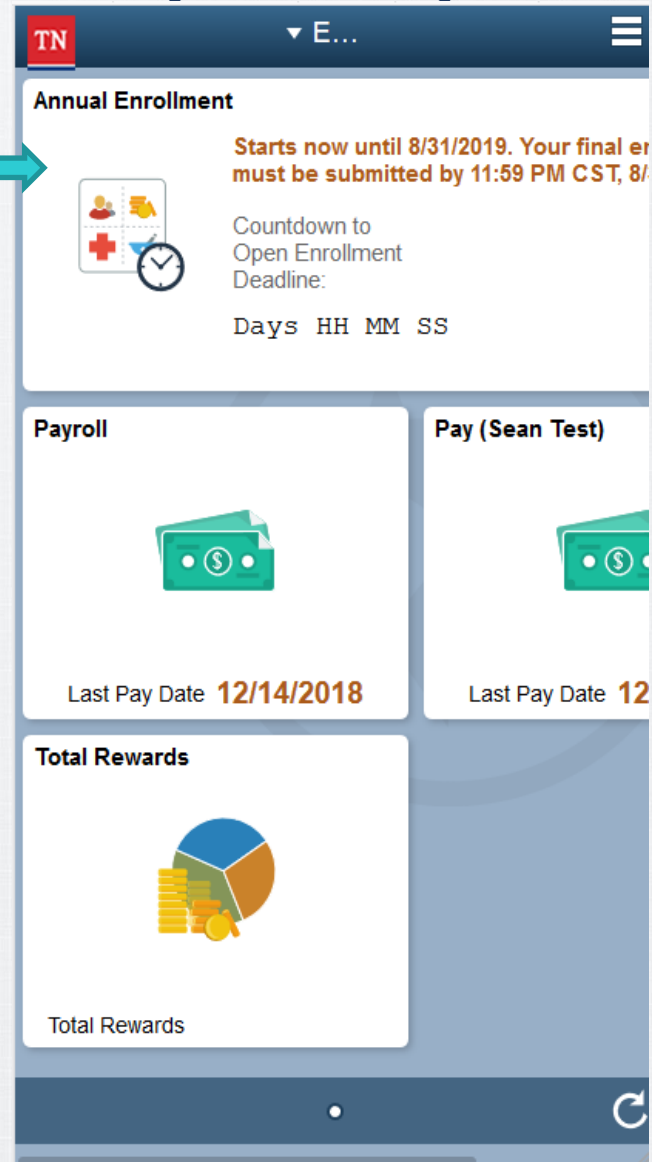 TN
E...
Annual Enrollment
Starts now until 8/31/2019. Your final
must be submitted by 11:59 PM CST,
Countdown to
Open Enrollment
Deadline:
Days HH MM SS
Payroll
Pay (Sean Test)
Last Pay Date 12/14/2018
Last Pay Date 12
Total Rewards
Total Rewards